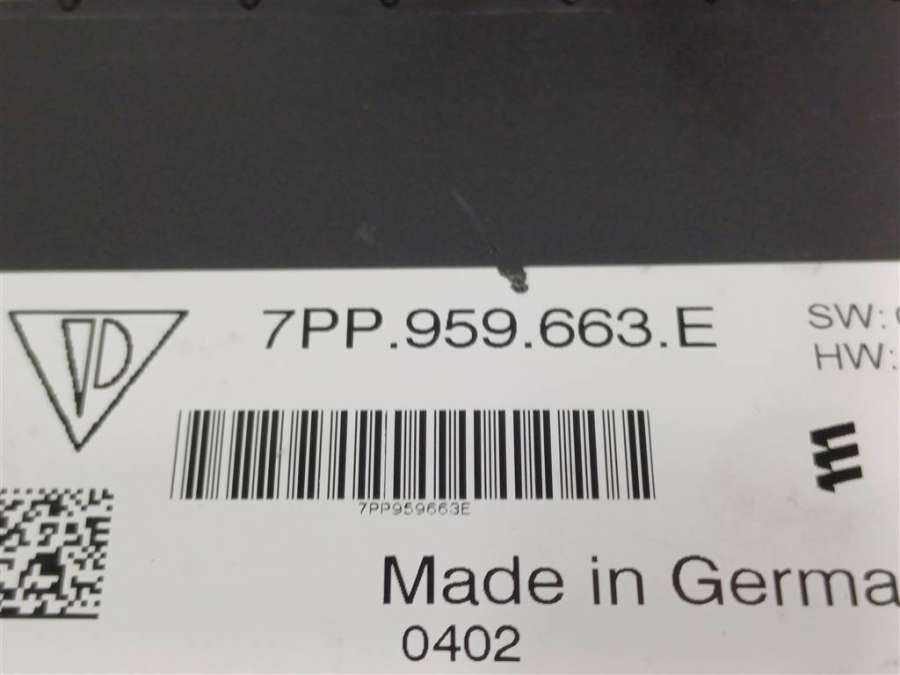 7PP.959.663.E
SW:
HW:
7PP959663E
Made in Germa
0402